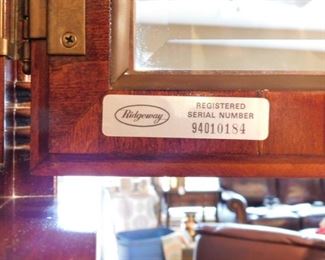 Ridgeway
REGISTERED
SERIAL NUMBER
94010184